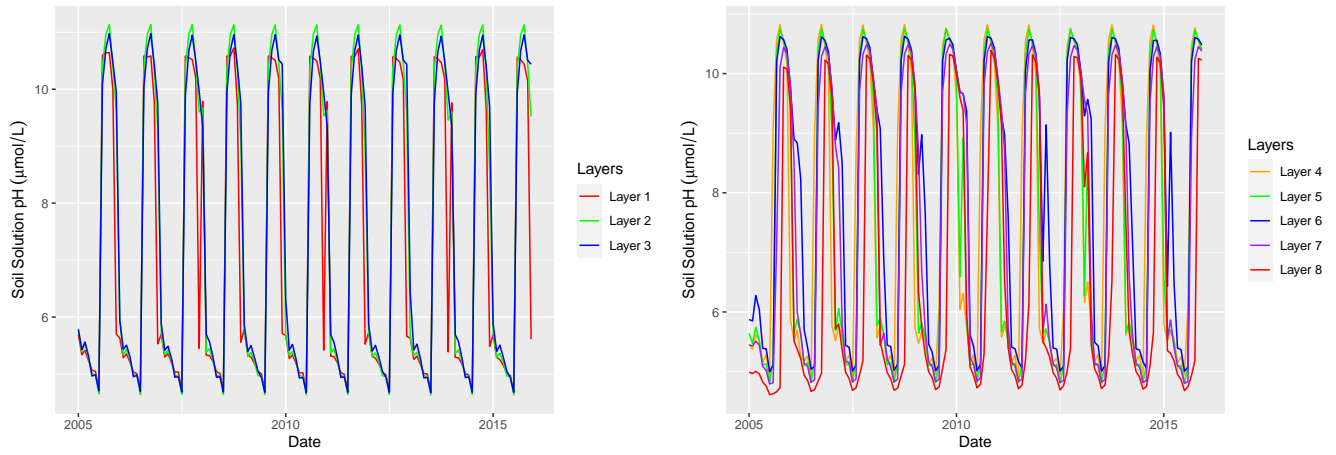 Soil Solution pH (μmol/L)
10
8
6
2005
2010
2015
Date
Layers
Layer 1
Layer 2
Layer 3
Soil Solution pH (μmol/L)
10
8
6
2005
2010
2015
Date
Layers
Layer 4
Layer 5
Layer 6
Layer 7
Layer 8